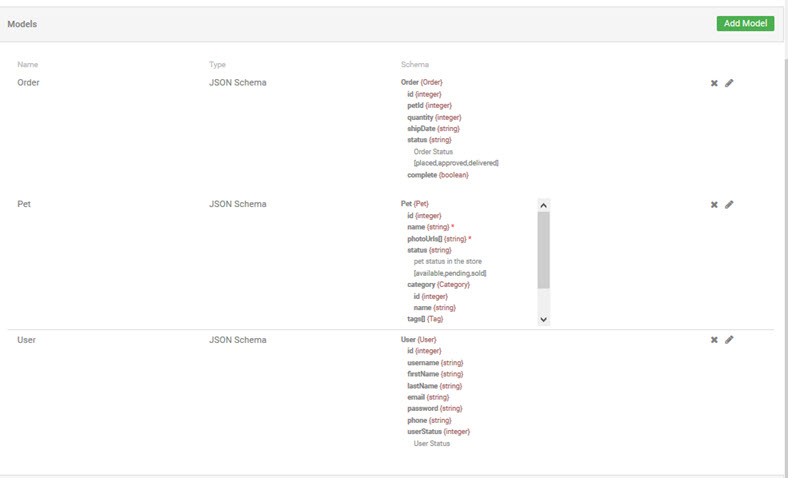 Models
Add Model
Name Type Schema
Order JSON Schema Order {Order}
id {integer}
petId {integer}
quantity {integer}
shipDate {string}
status {string}
Order Status
[placed,approved,delivered]
complete {boolean}
Pet JSON Schema Pet {Pet}
id {integer}
name {string} *
photoUrls[] {string} *
status {string}
pet status in the store
[available,pending,sold]
category {Category}
id {integer}
name {string}
tags[] {Tag}
User JSON Schema User {User}
id {integer}
username {string}
firstName {string}
lastName {string}
email {string}
password {string}
phone {string}
userStatus {integer}
User Status